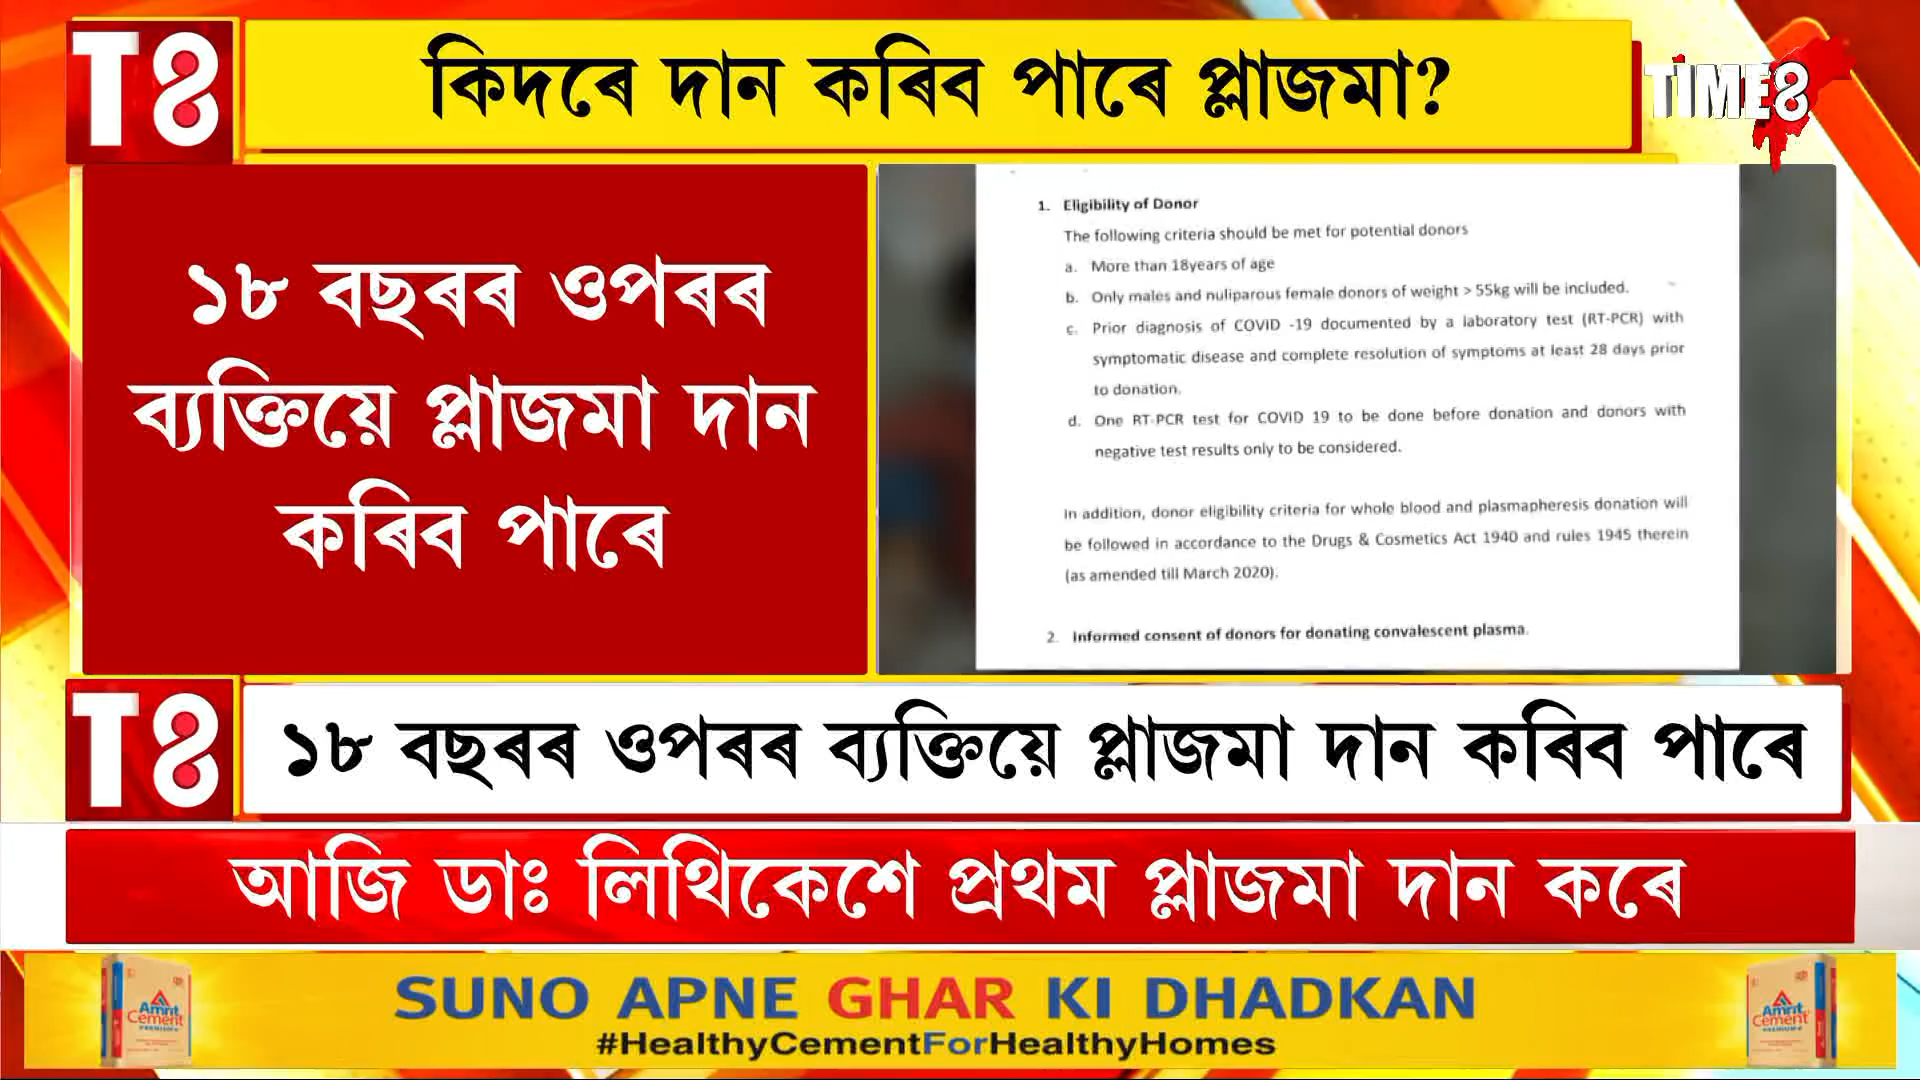 T8
কিদৰে দান কৰিব পাৰে প্লাজমা?
TIME8
১৮ বছৰৰ ওপৰৰ
ব্যক্তিয়ে প্লাজমা দান
কৰিব পাৰে
1. Eligibility of Donor
The following criteria should be met for potential donors
a. More than 18years of age
b. Only males and nuliparous female donors of weight > 55kg will be included.
c. Prior diagnosis of COVID -19 documented by a laboratory test (RT-PCR) with
symptomatic disease and complete resolution of symptoms at least 28 days prior
to donation.
d. One RT-PCR test for COVID 19 to be done before donation and donors with
negative test results only to be considered.
In addition, donor eligibility criteria for whole blood and plasmapheresis donation will
be followed in accordance to the Drugs & Cosmetics Act 1940 and rules 1945 therein
(as amended till March 2020).
2. Informed consent of donors for donating convalescent plasma.
T8
১৮ বছৰৰ ওপৰৰ ব্যক্তিয়ে প্লাজমা দান কৰিব পাৰে
আজি ডাঃ লিথিকেশে প্ৰথম প্লাজমা দান কৰে
Amrit
Cement
PREMIUM
SUNO APNE GHAR KI DHADKAN
#HealthyCementForHealthyHomes
Amrit
Cement
PREMIUM